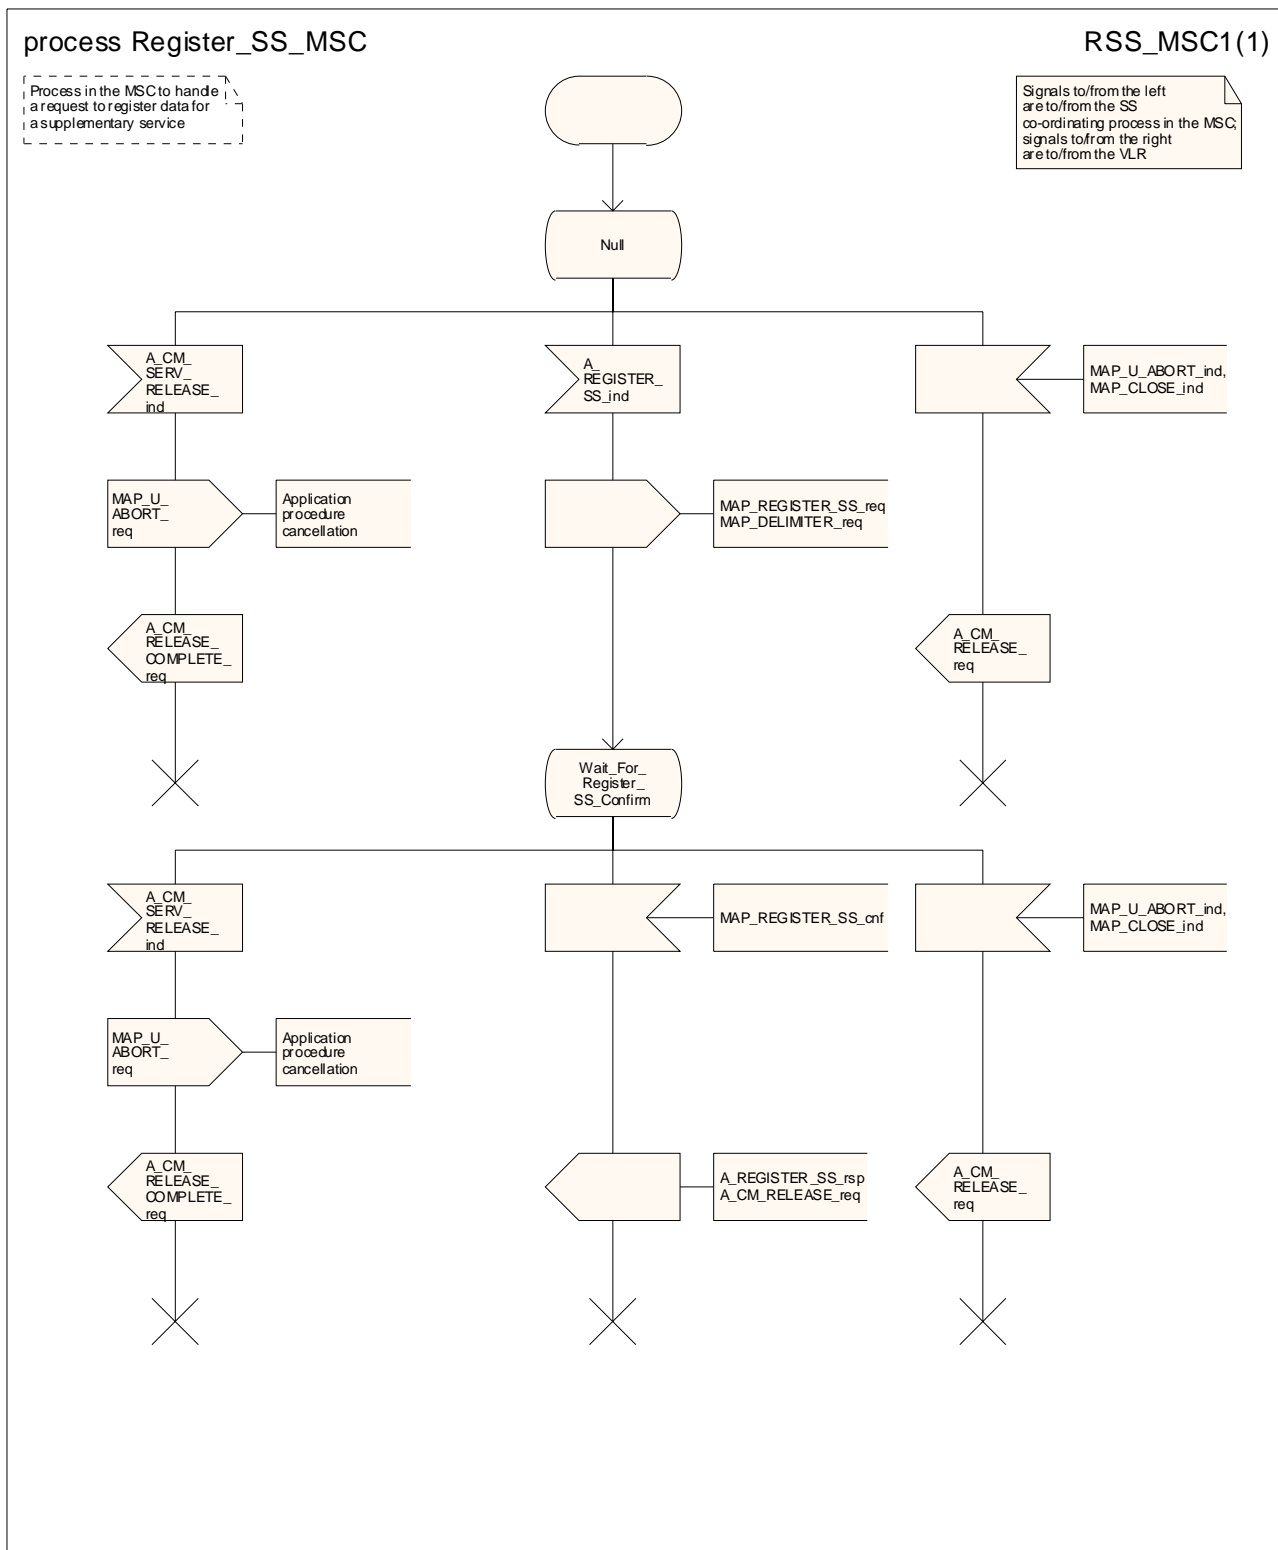 process Register_SS_MSC
RSS_MSC1(1)
Process in the MSC to handle
a request to register data for
a supplementary service
Signals to/from the left
are to/from the SS
co-ordinating process in the MSC;
signals to/from the right
are to/from the VLR
Null
A_CM_
SERV_
RELEASE_
ind
A_
REGISTER_
SS_ind
MAP_U_ABORT_ind,
MAP_CLOSE_ind
MAP_U_
ABORT_
req
Application
procedure
cancellation
MAP_REGISTER_SS_req
MAP_DELIMITER_req
A_CM_
RELEASE_
COMPLETE_
req
A_CM_
RELEASE_
req
Wait_For_
Register_
SS_Confirm
A_CM_
SERV_
RELEASE_
ind
MAP_REGISTER_SS_cnf
MAP_U_ABORT_ind,
MAP_CLOSE_ind
MAP_U_
ABORT_
req
Application
procedure
cancellation
A_CM_
RELEASE_
COMPLETE_
req
A_REGISTER_SS_rsp
A_CM_RELEASE_req
A_CM_
RELEASE_
req